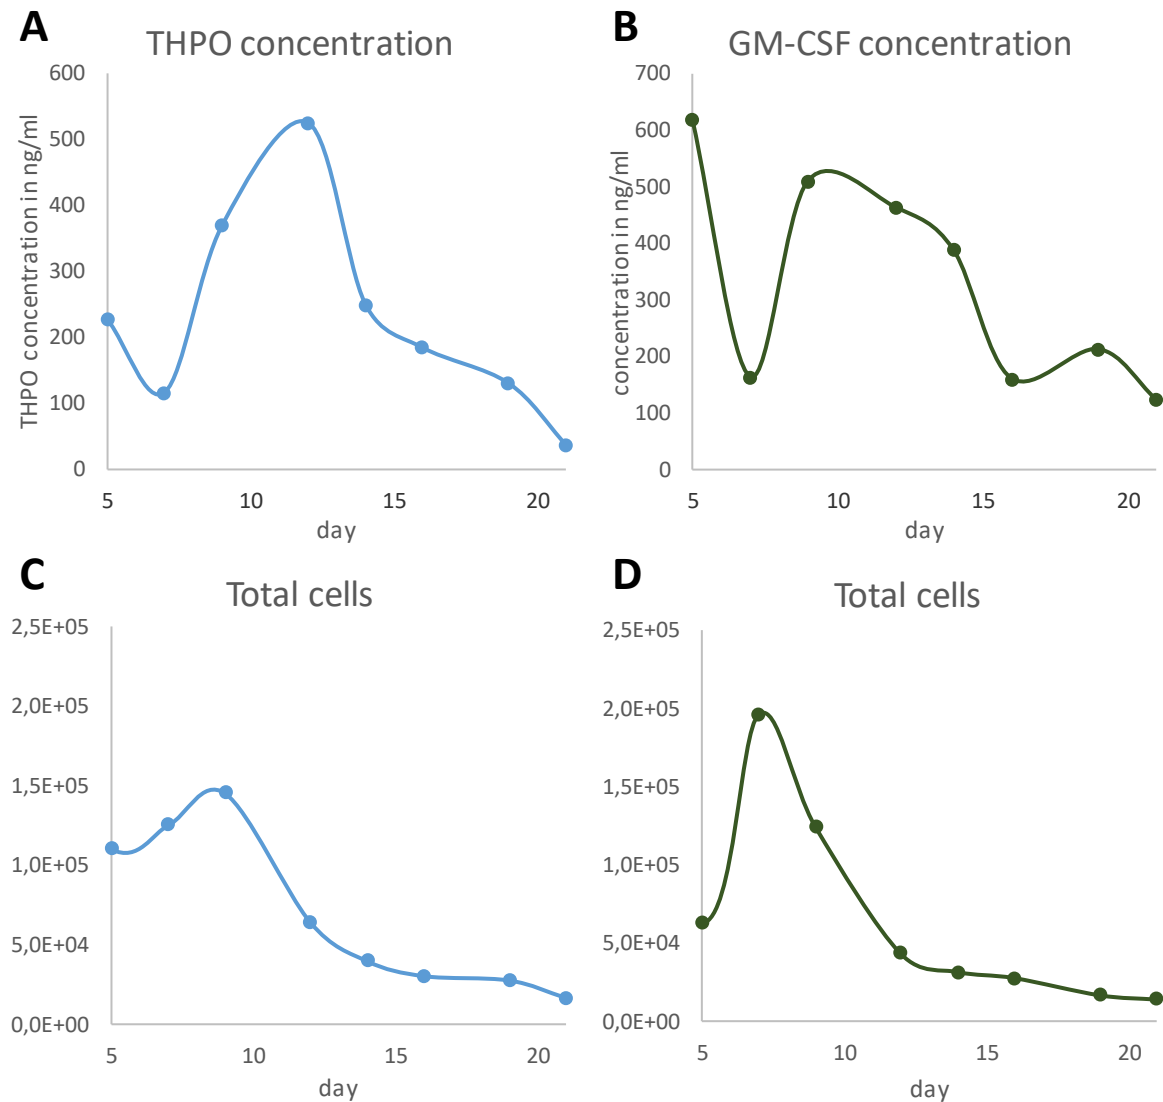 A
THPO concentration
THPO concentration in ng/ml
600
500
400
300
200
100
0
5 10 15 20
day
B
GM-CSF concentration
concentration in ng/ml
700
600
500
400
300
200
100
0
5 10 15 20
day
C
Total cells
2,5E+05
2,0E+05
1,5E+05
1,0E+05
5,0E+04
0,0E+00
5 10 15 20
day
D
Total cells
2,5E+05
2,0E+05
1,5E+05
1,0E+05
5,0E+04
0,0E+00
5 10 15 20
day